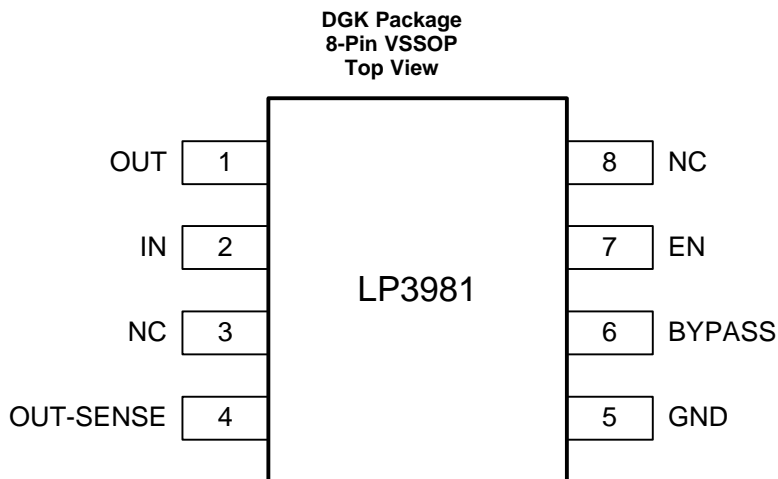 DGK Package
8-Pin VSSOP
Top View
OUT 1 8 NC
IN 2 7 EN
LP3981
NC 3 6 BYPASS
OUT-SENSE 4 5 GND